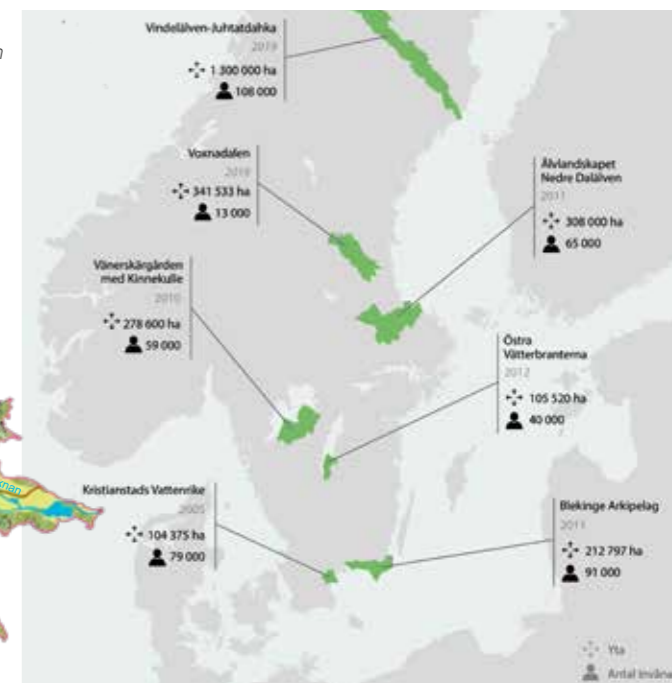 Vindelälven-Juhtatdahka
2019
1 300 000 ha
108 000
Voxnadalen
2019
341 533 ha
13 000
Älvlandskapet
Nedre Dalälven
2011
308 000 ha
65 000
Vänerskärgården
med Kinnekulle
2010
278 600 ha
59 000
Östra
Vätterbranterna
2012
105 520 ha
40 000
Kristianstads Vattenrike
2005
104 375 ha
79 000
Blekinge Arkipelag
2011
212 797 ha
91 000
Yta
Antal